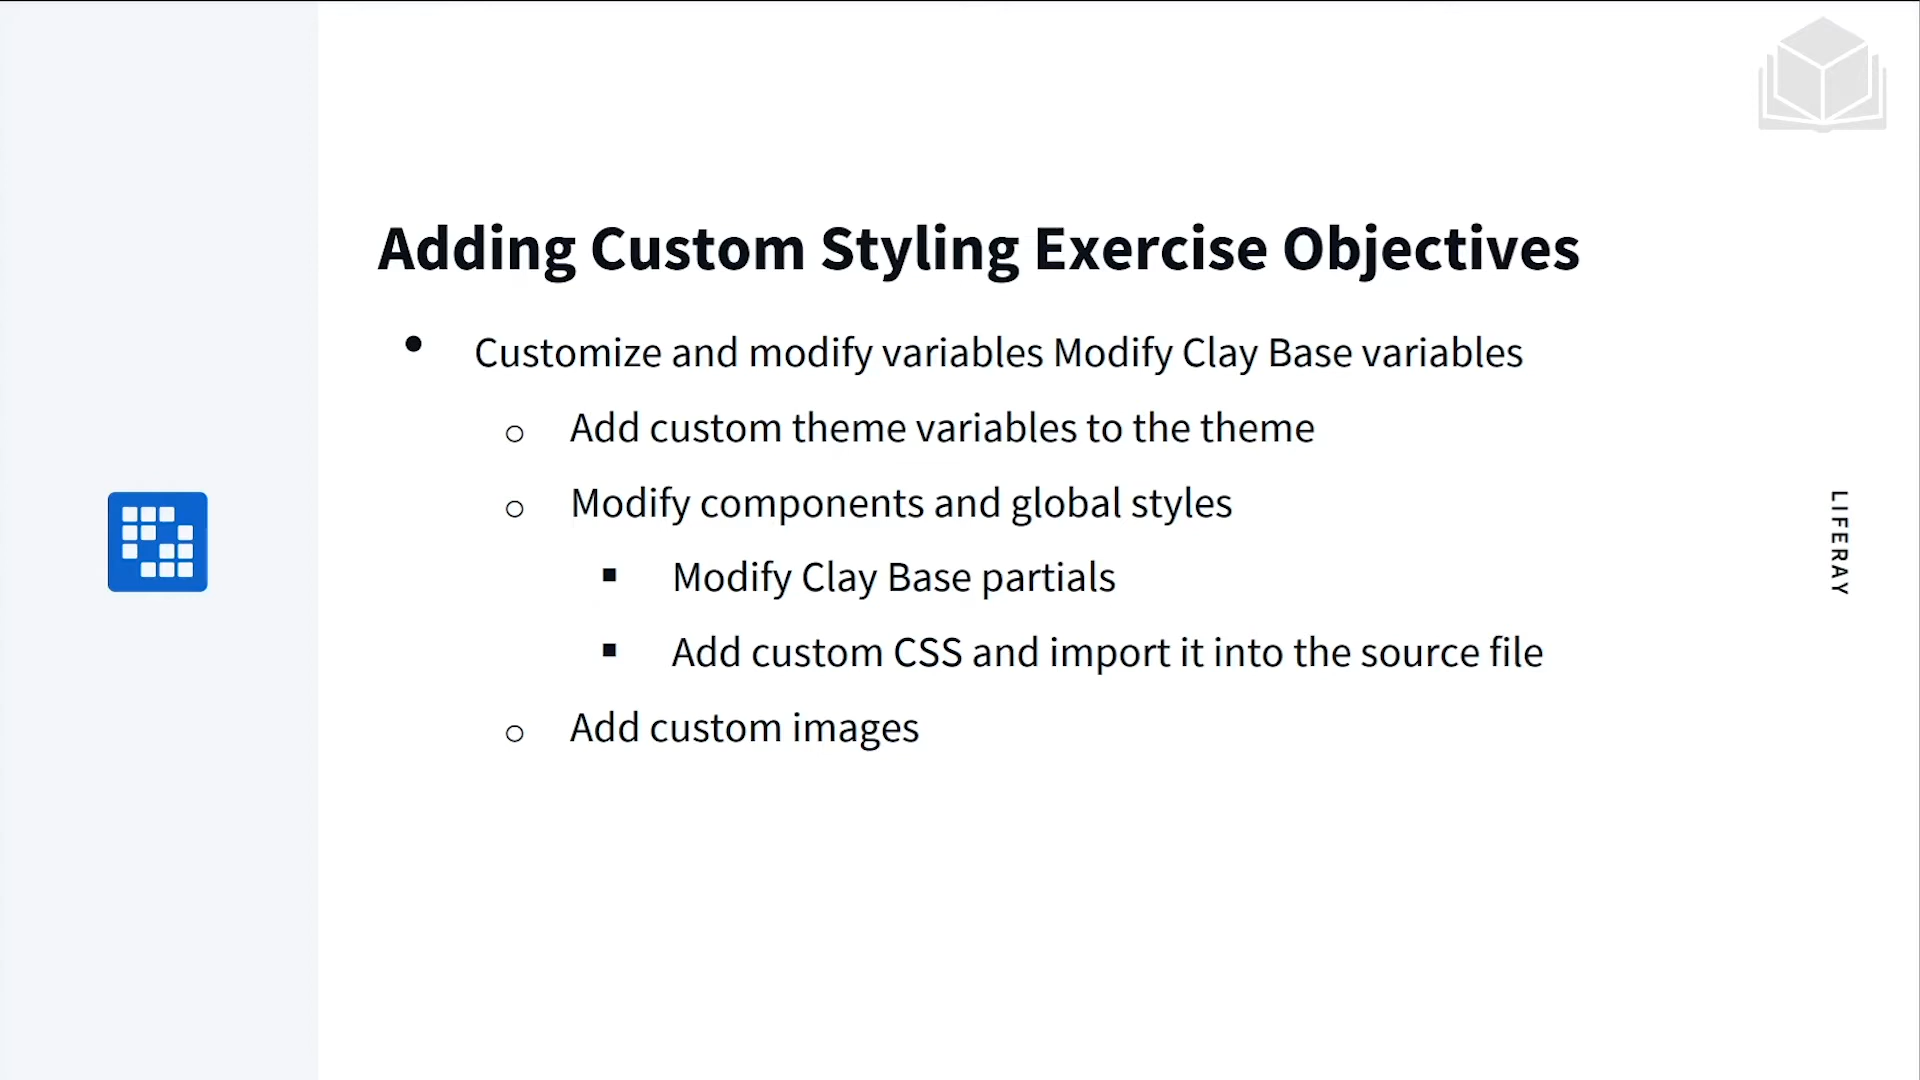 Adding Custom Styling Exercise Objectives
Customize and modify variables Modify Clay Base variables
Add custom theme variables to the theme
Modify components and global styles
Modify Clay Base partials
Add custom CSS and import it into the source file
Add custom images
LIFERAY